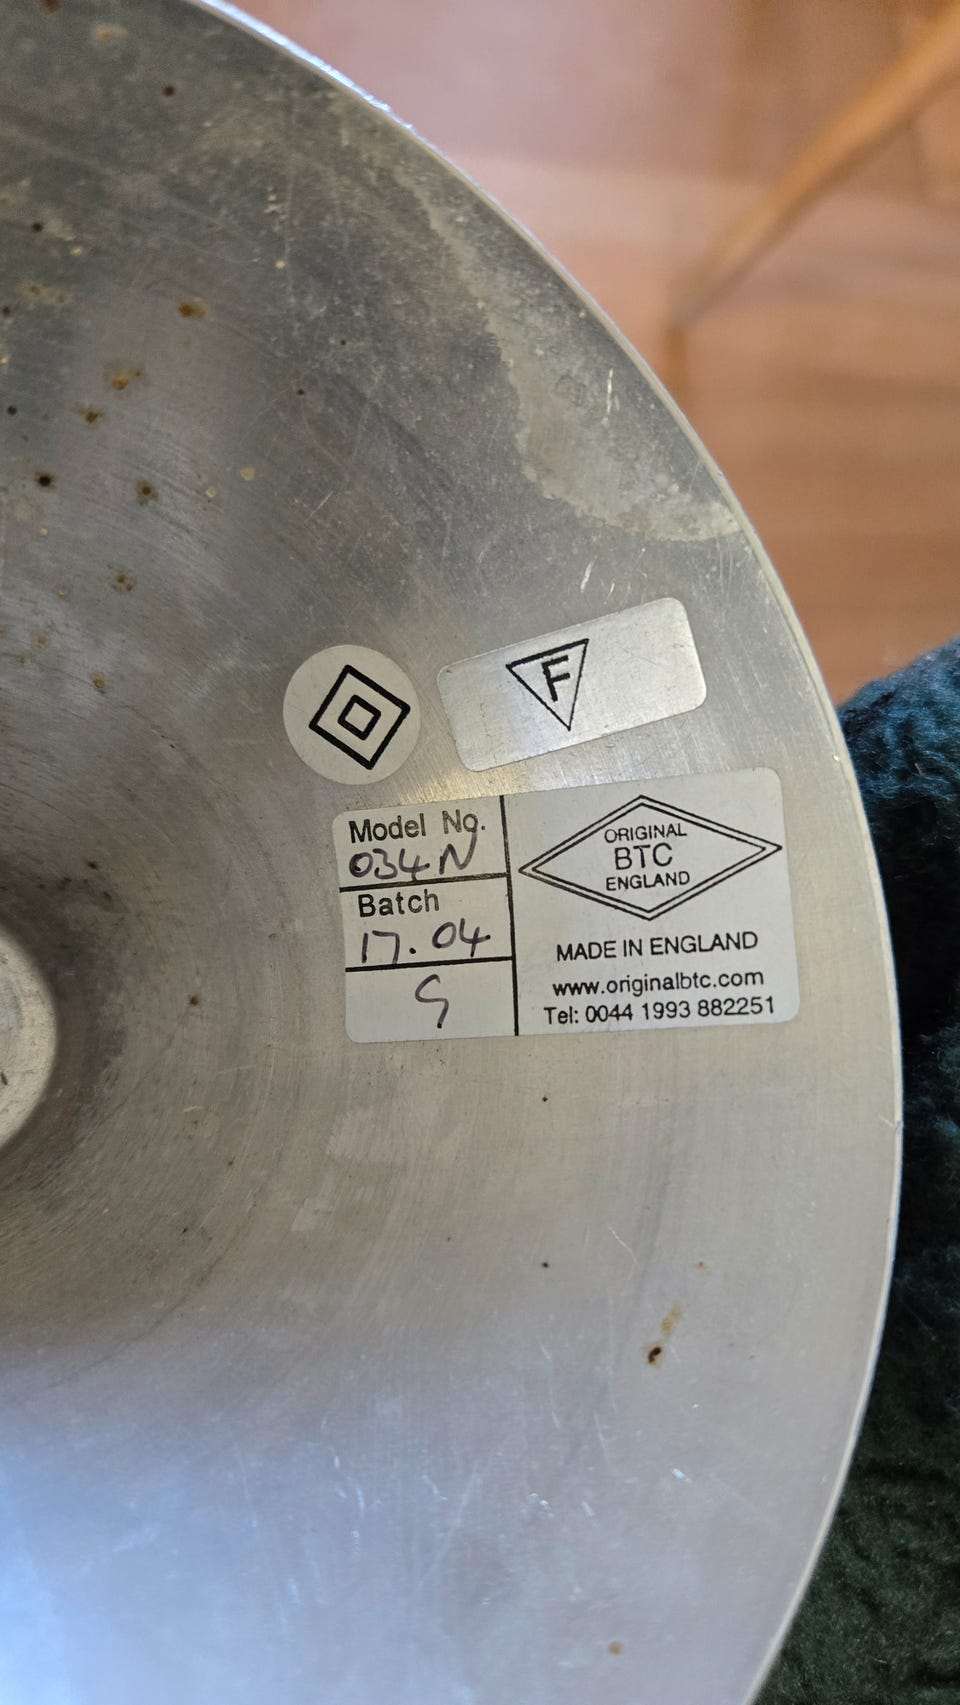 F
Model No.
034N
Batch
17.04
S
ORIGINAL
BTC
ENGLAND
MADE IN ENGLAND
www.originalbtc.com
Tel: 0044 1993 882251